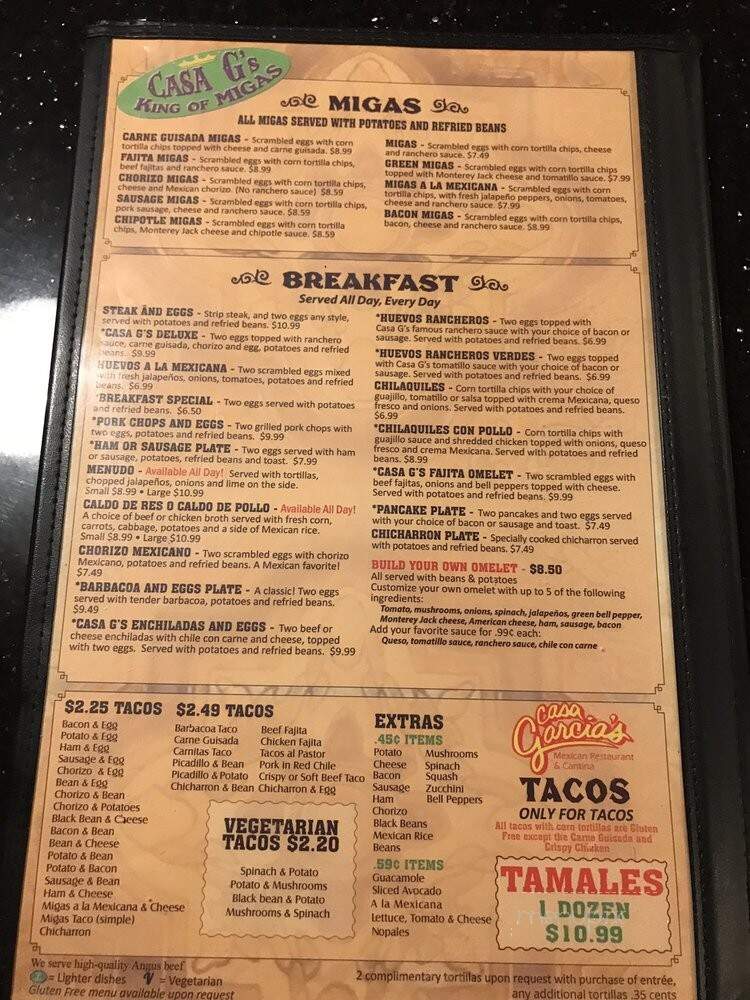 CASA G's
KING OF MIGAS
MIGAS
ALL MIGAS SERVED WITH POTATOES AND REFRIED BEANS
CARNE GUISADA MIGAS - Scrambled eggs with corn
tortilla chips topped with cheese and carne guisada. $8.99
FAJITA MIGAS - Scrambled eggs with corn tortilla chips,
beef fajitas and ranchero sauce. $8.99
CHORIZO MIGAS - Scrambled eggs with corn tortilla chips,
cheese and Mexican chorizo. (No ranchero sauce) $8.59
SAUSAGE MIGAS - Scrambled eggs with corn tortilla chips,
pork sausage, cheese and ranchero sauce. $8.59
CHIPOTLE MIGAS - Scrambled eggs with corn tortilla
chips, Monterey Jack cheese and chipotle sauce. $8.59
MIGAS - Scrambled eggs with corn tortilla chips, cheese
and ranchero sauce. $7.49
GREEN MIGAS - Scrambled eggs with corn tortilla chips
topped with Monterey Jack cheese and tomatillo sauce. $7.99
MIGAS A LA MEXICANA - Scrambled eggs with corn
tortilla chips, with fresh jalapeño peppers, onions, tomatoes,
cheese and ranchero sauce. $7.99
BACON MIGAS - Scrambled eggs with corn tortilla chips,
bacon, cheese and ranchero sauce. $8.99
BREAKFAST
Served All Day, Every Day
STEAK AND EGGS - Strip steak, and two eggs any style,
served with potatoes and refried beans. $10.99
*CASA G'S DELUXE - Two eggs topped with ranchero
sauce, carne guisada, chorizo and egg, potatoes and refried
beans. $9.99
HUEVOS A LA MEXICANA - Two scrambled eggs mixed
with fresh jalapeños, onions, tomatoes, potatoes and refried
beans. $6.99
*BREAKFAST SPECIAL - Two eggs served with potatoes
and refried beans. $6.50
*PORK CHOPS AND EGGS - Two grilled pork chops with
two eggs, potatoes and refried beans. $9.99
*HAM OR SAUSAGE PLATE - Two eggs served with ham
or sausage, potatoes, refried beans and toast. $7.99
MENUDO - Available All Day! Served with tortillas,
chopped jalapeños, onions and lime on the side.
Small $8.99 • Large $10.99
CALDO DE RES O CALDO DE POLLO - Available All Day!
A choice of beef or chicken broth served with fresh corn,
carrots, cabbage, potatoes and a side of Mexican rice.
Small $8.99 • Large $10.99
CHORIZO MEXICANO - Two scrambled eggs with chorizo
Mexicano, potatoes and refried beans. A Mexican favorite!
$7.49
*BARBACOA AND EGGS PLATE - A classic! Two eggs
served with tender barbacoa, potatoes and refried beans.
$9.49
*CASA G'S ENCHILADAS AND EGGS - Two beef or
cheese enchiladas with chile con carne and cheese, topped
with two eggs. Served with potatoes and refried beans. $9.99
*HUEVOS RANCHEROS - Two eggs topped with
Casa G's famous ranchero sauce with your choice of bacon or
sausage. Served with potatoes and refried beans. $6.99
*HUEVOS RANCHEROS VERDES - Two eggs topped
with Casa G's tomatillo sauce with your choice of bacon or
sausage. Served with potatoes and refried beans. $6.99
CHILAQUILES - Corn tortilla chips with your choice of
guajillo, tomatillo or salsa topped with crema Mexicana, queso
fresco and onions. Served with potatoes and refried beans.
$6.99
*CHILAQUILES CON POLLO - Corn tortilla chips with
guajillo sauce and shredded chicken topped with onions, queso
fresco and crema Mexicana. Served with potatoes and refried
beans. $8.99
*CASA G'S FAJITA OMELET - Two scrambled eggs with
beef fajitas, onions and bell peppers topped with cheese.
Served with potatoes and refried beans. $9.99
*PANCAKE PLATE - Two pancakes and two eggs served
with your choice of bacon or sausage and toast. $7.49
CHICHARRON PLATE - Specially cooked chicharron served
with potatoes and refried beans. $7.49
BUILD YOUR OWN OMELET - $8.50
All served with beans & potatoes
Customize your own omelet with up to 5 of the following
ingredients:
Tomato, mushrooms, onions, spinach, jalapeños, green bell pepper,
Monterey Jack cheese, American cheese, ham, sausage, bacon
Add your favorite sauce for .99¢ each:
Queso, tomatillo sauce, ranchero sauce, chile con carne
$2.25 TACOS
Bacon & Egg
Potato & Egg
Ham & Egg
Sausage & Egg
Chorizo & Egg
Bean & Egg
Chorizo & Bean
Chorizo & Potatoes
Black Bean & Cheese
Bacon & Bean
Bean & Cheese
Potato & Bean
Potato & Bacon
Sausage & Bean
Ham & Cheese
Migas a la Mexicana & Cheese
Migas Taco (simple)
Chicharron
$2.49 TACOS
Barbacoa Taco
Carne Guisada
Carnitas Taco
Picadillo & Bean
Picadillo & Potato
Chicharron & Bean
Beef Fajita
Chicken Fajita
Tacos al Pastor
Pork in Red Chile
Crispy or Soft Beef Taco
Chicharron & Egg
VEGETARIAN
TACOS $2.20
Spinach & Potato
Potato & Mushrooms
Black bean & Potato
Mushrooms & Spinach
EXTRAS
.45¢ ITEMS
Potato
Cheese
Bacon
Sausage
Ham
Chorizo
Black Beans
Mexican Rice
Beans
Mushrooms
Spinach
Squash
Zucchini
Bell Peppers
.59¢ ITEMS
Guacamole
Sliced Avocado
A la Mexicana
Lettuce, Tomato & Cheese
Nopales
Casa
Garcia's
Mexican Restaurant
& Cantina
TACOS
ONLY FOR TACOS
All tacos with corn tortillas are Gluten
Free except the Carne Guisada and
Crispy Chicken
TAMALES
1 DOZEN
$10.99
We serve high-quality Angus beef
= Lighter dishes = Vegetarian
Gluten Free menu available upon request
2 complimentary tortillas upon request with purchase of entrée,
any additional tortillas .35 cents